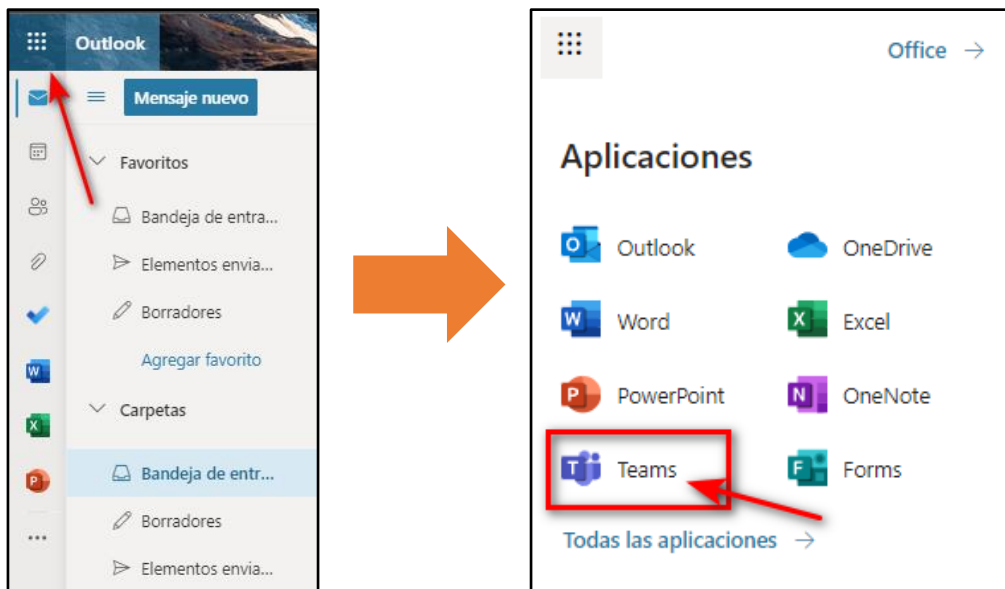 Outlook
Mensaje nuevo
Favoritos
Bandeja de entra...
Elementos envia...
Borradores
Agregar favorito
Carpetas
Bandeja de entr...
Borradores
Elementos envia...
Office →
Aplicaciones
Outlook OneDrive
Word Excel
PowerPoint OneNote
Teams Forms
Todas las aplicaciones →